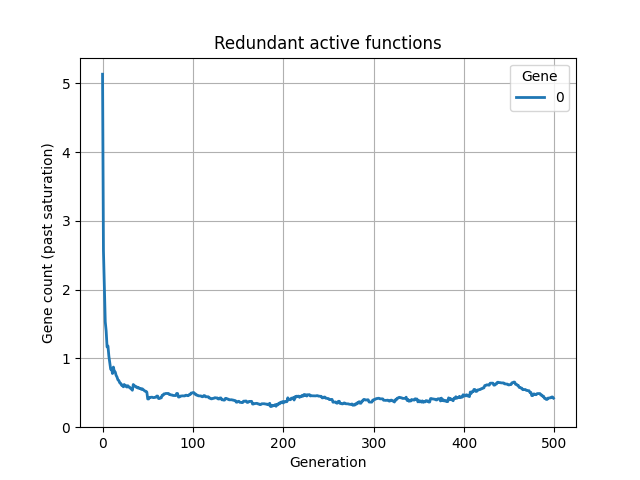 Redundant active functions
Gene
0
Gene count (past saturation)
5
4
3
2
1
0
0 100 200 300 400 500
Generation